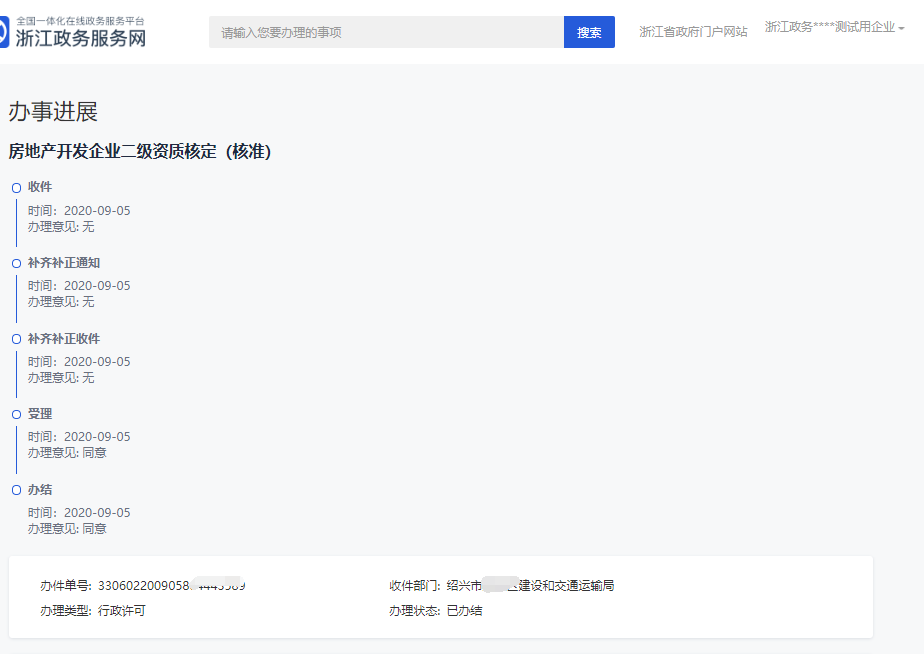 全国一体化在线政务服务平台
浙江政务服务网
请输入您要办理的事项
搜索
浙江省政府门户网站
浙江政务****测试用企业
办事进展
房地产开发企业二级资质核定（核准）
收件
时间：2020-09-05
办理意见: 无
补齐补正通知
时间：2020-09-05
办理意见: 无
补齐补正收件
时间：2020-09-05
办理意见: 无
受理
时间：2020-09-05
办理意见: 同意
办结
时间：2020-09-05
办理意见: 同意
办件单号: 3306022009058
收件部门: 绍兴市 区建设和交通运输局
办理类型: 行政许可
办理状态: 已办结